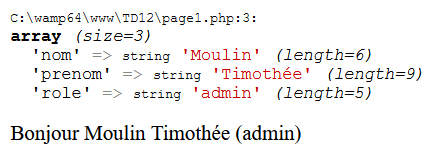 C:\wamp64\www\TD12\page1.php:3:
array (size=3)
'nom' => string 'Moulin' (length=6)
'prenom' => string 'Timothée' (length=9)
'role' => string 'admin' (length=5)
Bonjour Moulin Timothée (admin)